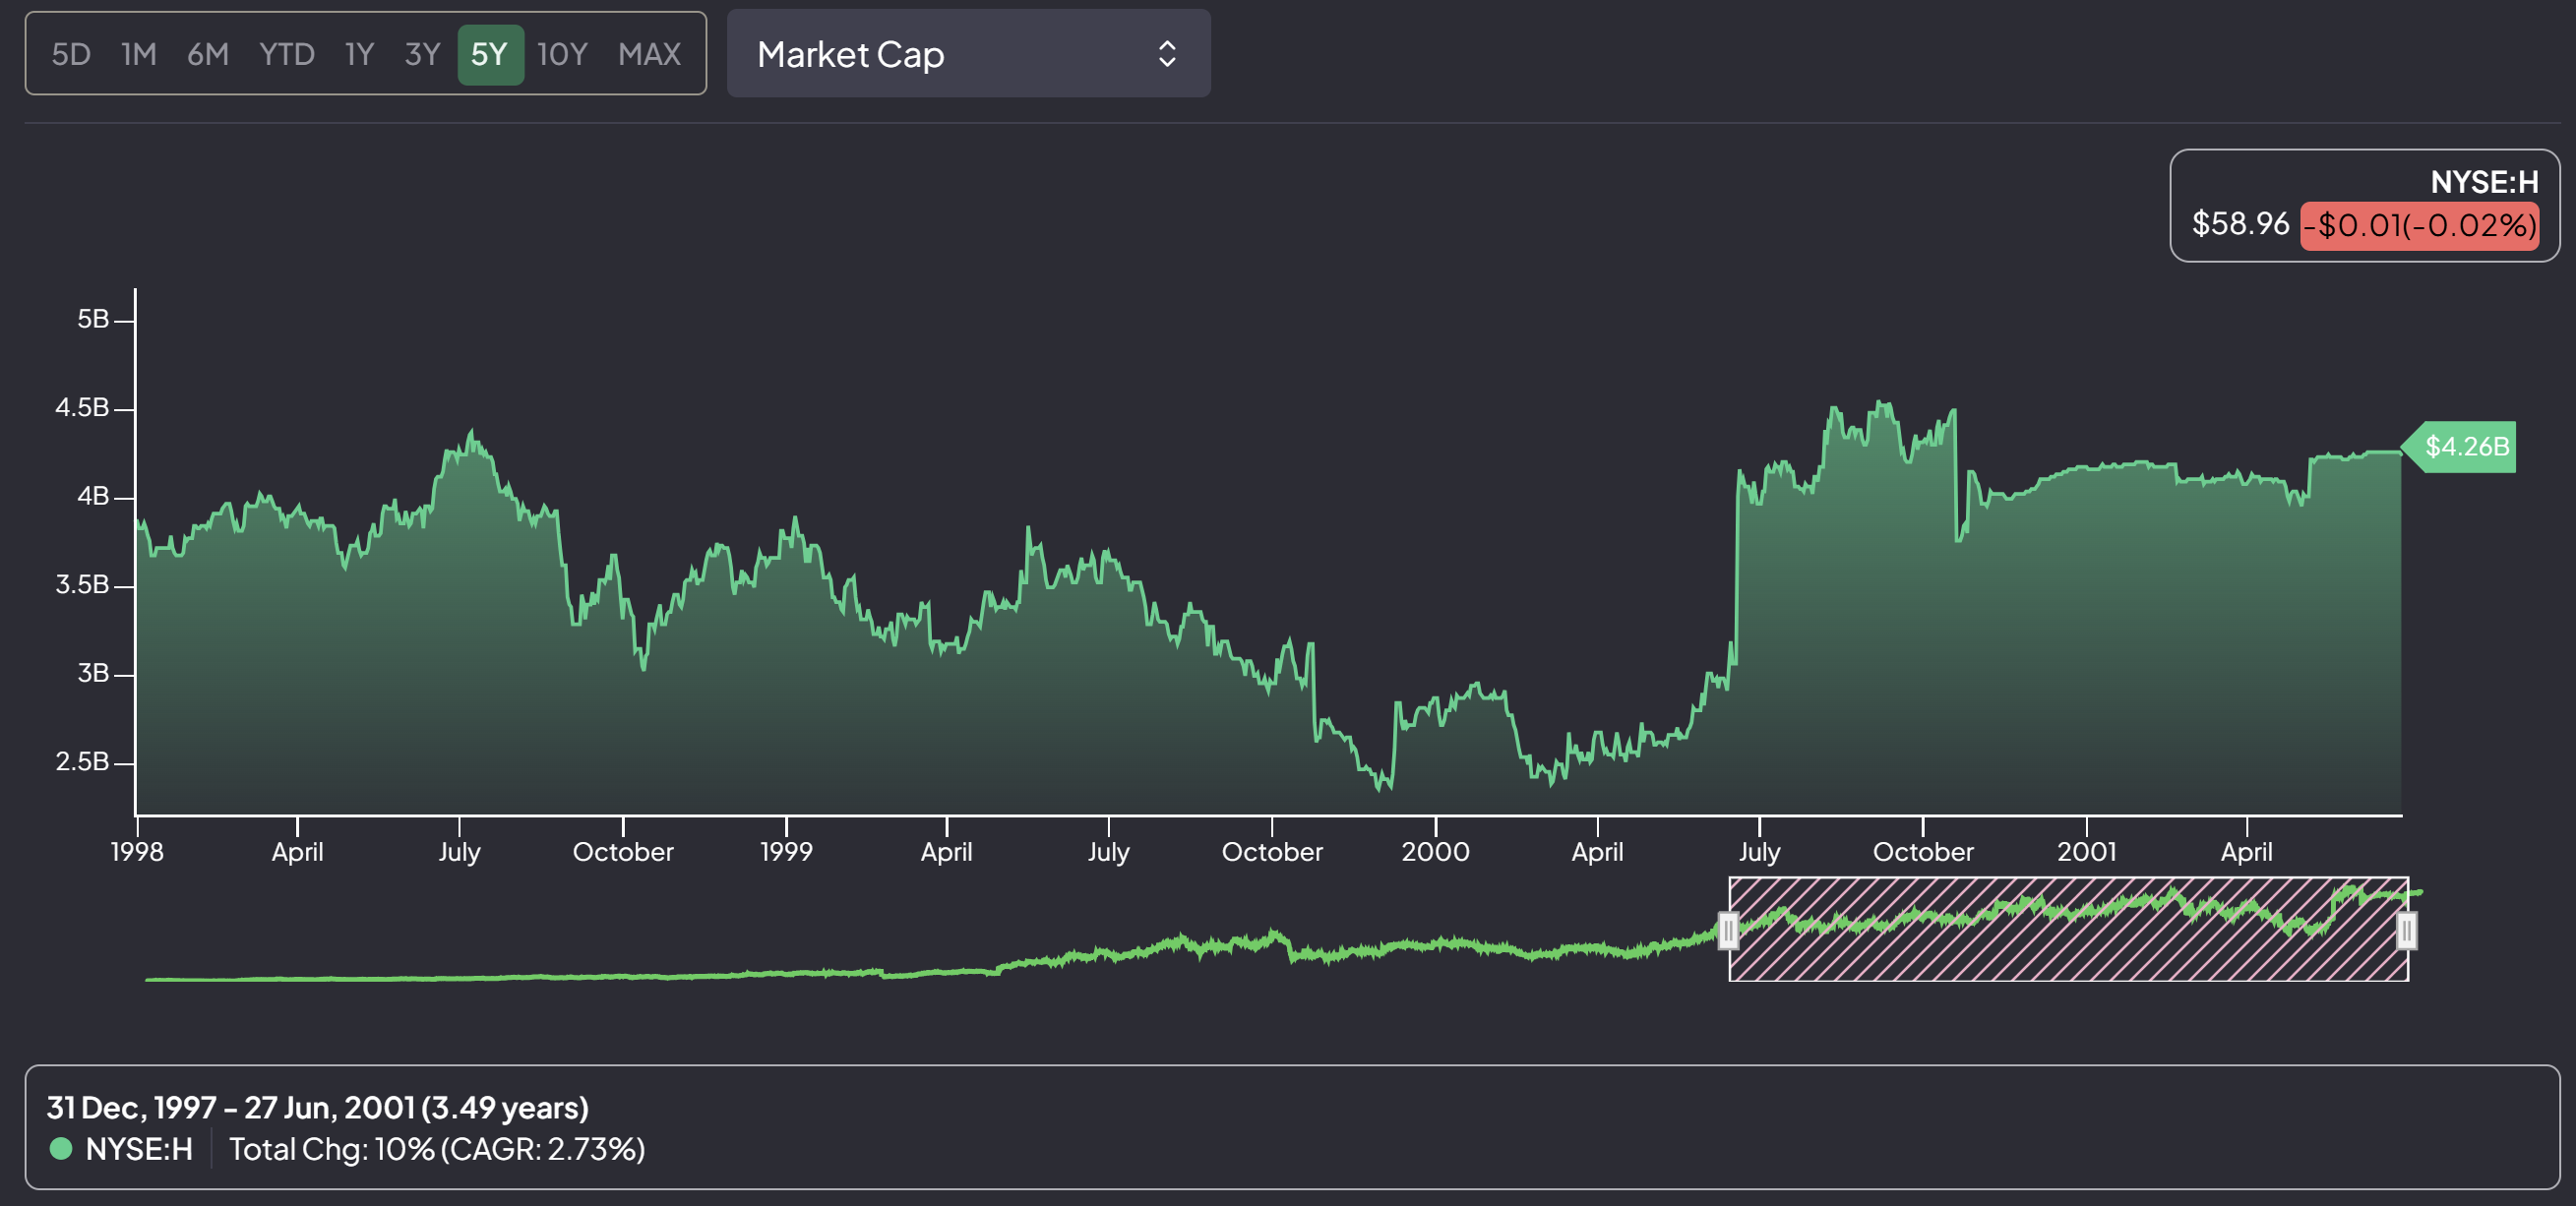 5D 1M 6M YTD 1Y 3Y 5Y 10Y MAX
Market Cap
NYSE:H
$58.96 -$0.01(-0.02%)
5B
4.5B
4B
3.5B
3B
2.5B
$4.26B
1998 April July October 1999 April July October 2000 April July October 2001 April
31 Dec, 1997 - 27 Jun, 2001 (3.49 years)
NYSE:H Total Chg: 10% (CAGR: 2.73%)